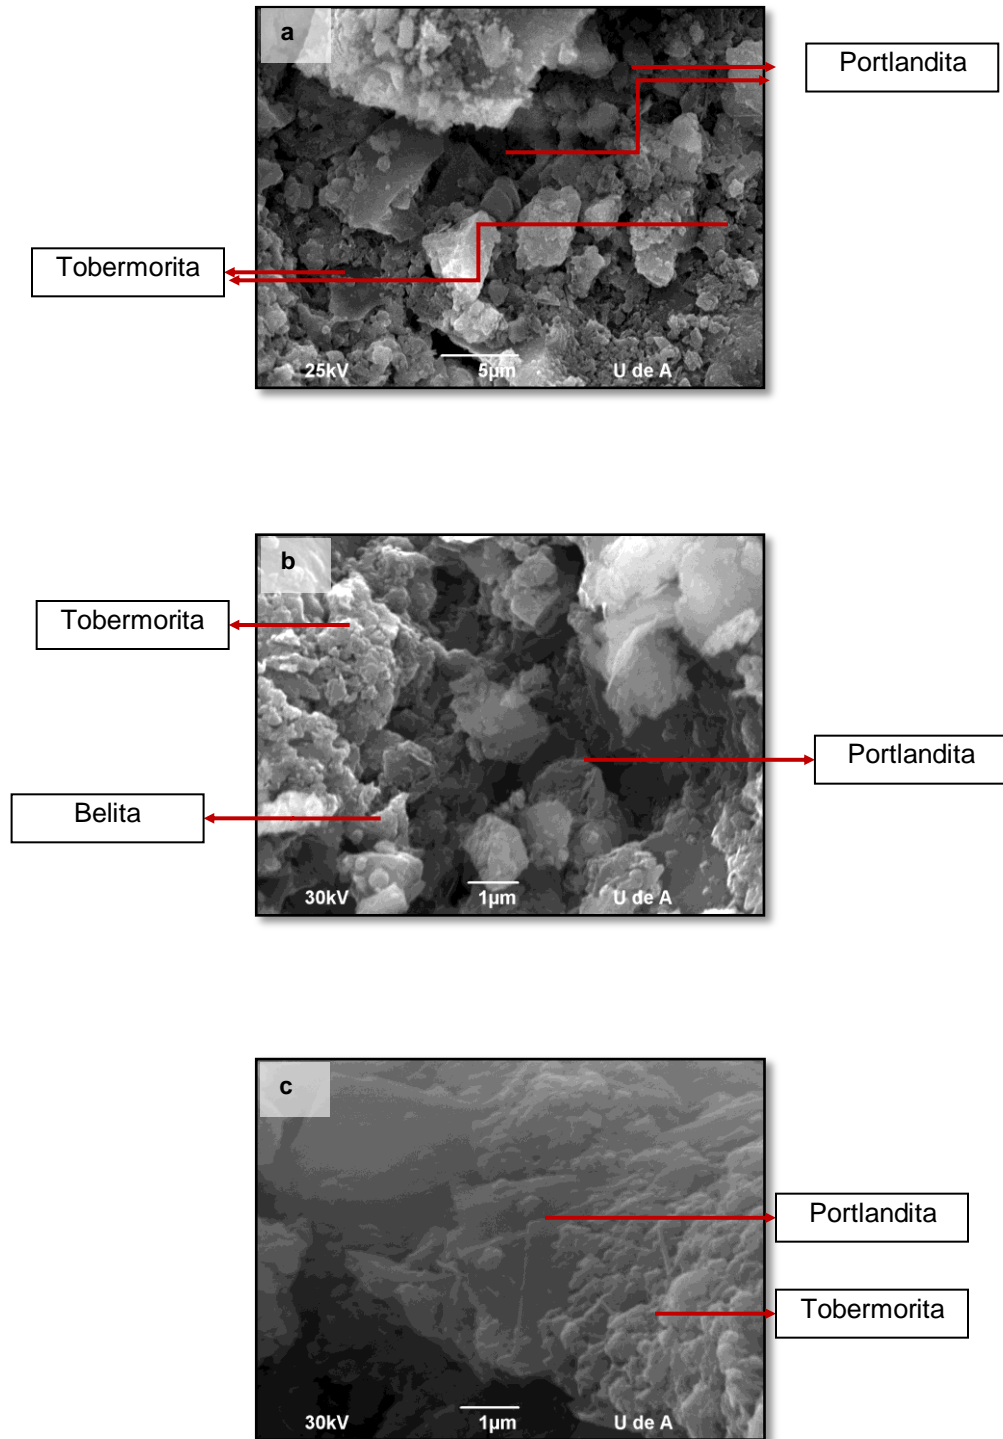 a
Portlandita
Tobermorita
25kV 5µm U de A
b
Tobermorita
Portlandita
Belita
30kV 1µm U de A
c
Portlandita
Tobermorita
30kV 1µm U de A